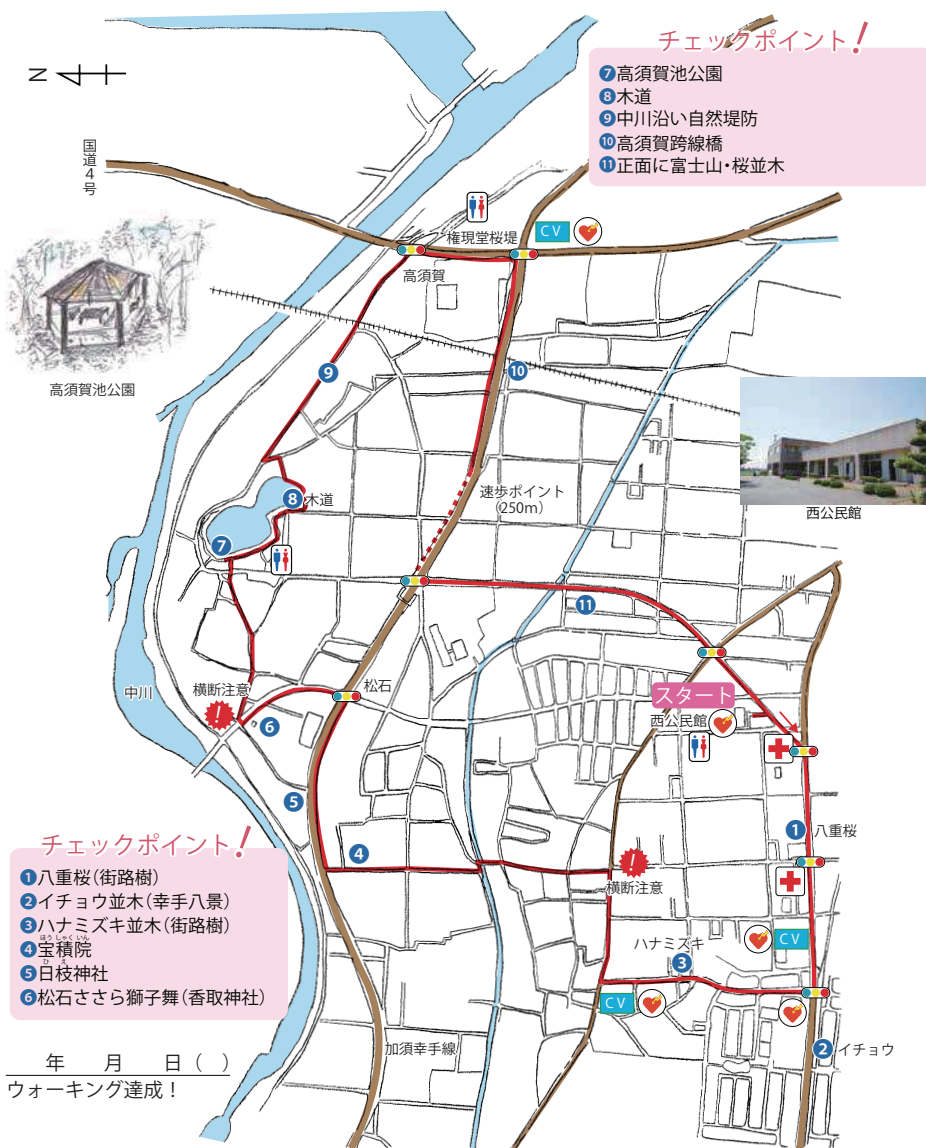 チェックポイント!
❼高須賀池公園
❽木道
❾中川沿い自然堤防
❿高須賀跨線橋
⓫正面に富士山・桜並木
N
国道4号
権現堂桜堤
CV
高須賀
9
10
高須賀池公園
西公民館
8
木道
速歩ポイント
(250m)
7
11
中川
横断注意
!
松石
6
スタート
西公民館
5
1
八重桜
4
!
横断注意
チェックポイント!
❶八重桜(街路樹)
❷イチョウ並木(幸手八景)
❸ハナミズキ並木(街路樹)
ほうしゃくいん
❹宝積院
ひえ
❺日枝神社
❻松石ささら獅子舞(香取神社)
ハナミズキ
3
CV
CV
2
イチョウ
加須幸手線
年 月 日( )
ウォーキング達成!